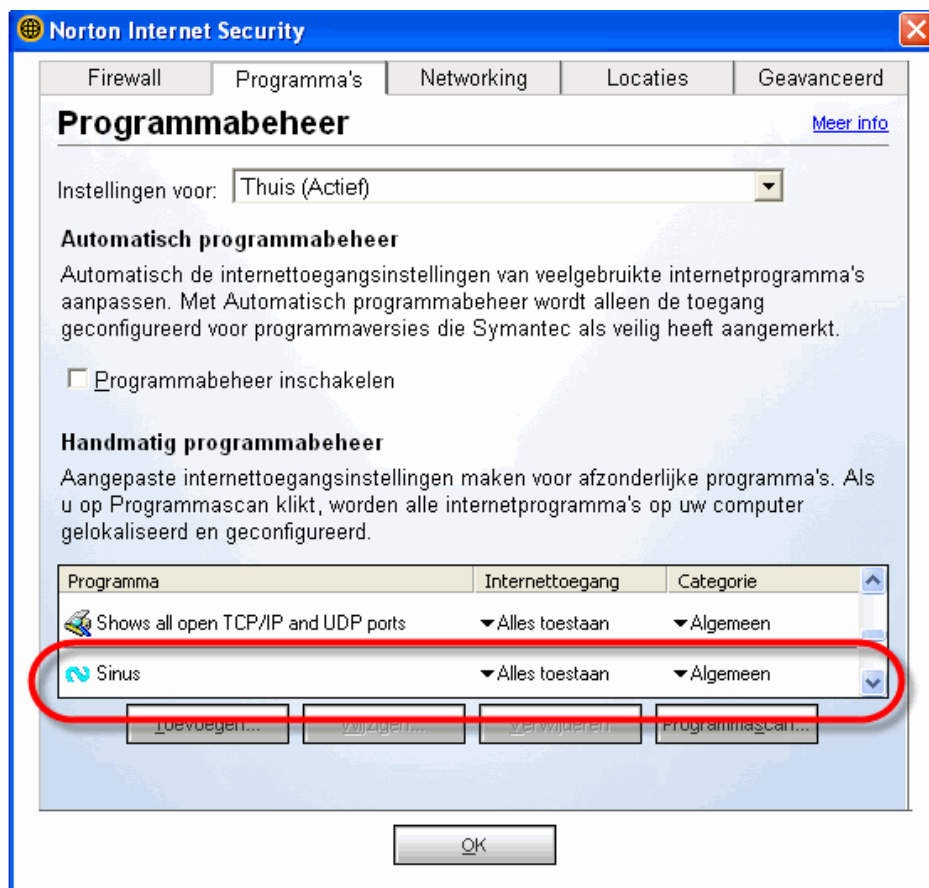 Norton Internet Security
Firewall Programma's Networking Locaties Geavanceerd
Programmabeheer Meer info
Instellingen voor: Thuis (Actief)
Automatisch programmabeheer
Automatisch de internettoegangsinstellingen van veelgebruikte internetprogramma's
aanpassen. Met Automatisch programmabeheer wordt alleen de toegang
geconfigureerd voor programmaversies die Symantec als veilig heeft aangemerkt.
Programmabeheer inschakelen
Handmatig programmabeheer
Aangepaste internettoegangsinstellingen maken voor afzonderlijke programma's. Als
u op Programmascan klikt, worden alle internetprogramma's op uw computer
gelokaliseerd en geconfigureerd.
Programma Internettoegang Categorie
Shows all open TCP/IP and UDP ports Alles toestaan Algemeen
Sinus Alles toestaan Algemeen
Toevoegen... Wijzigen... Verwijderen Programmascan...
OK